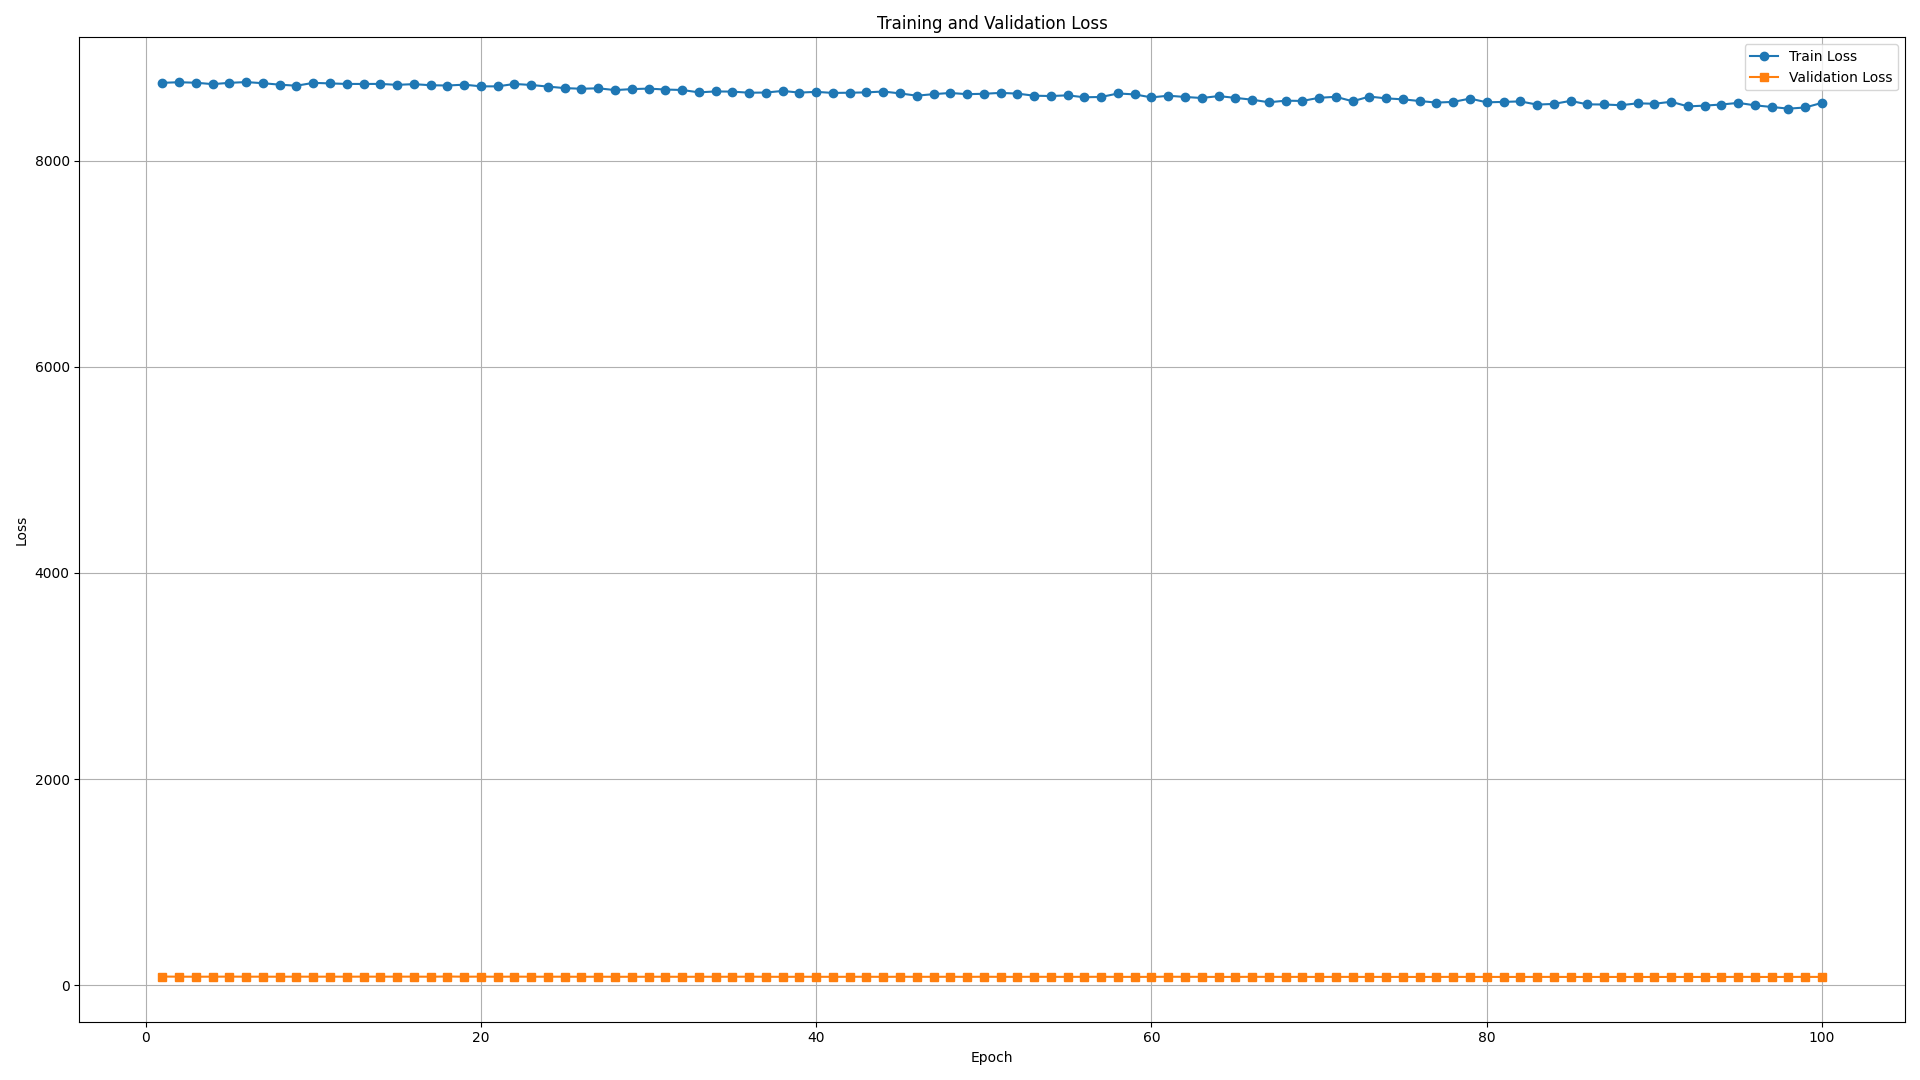 Training and Validation Loss
Train Loss
Validation Loss
8000
6000
4000
2000
0
Loss
0 20 40 60 80 100
Epoch